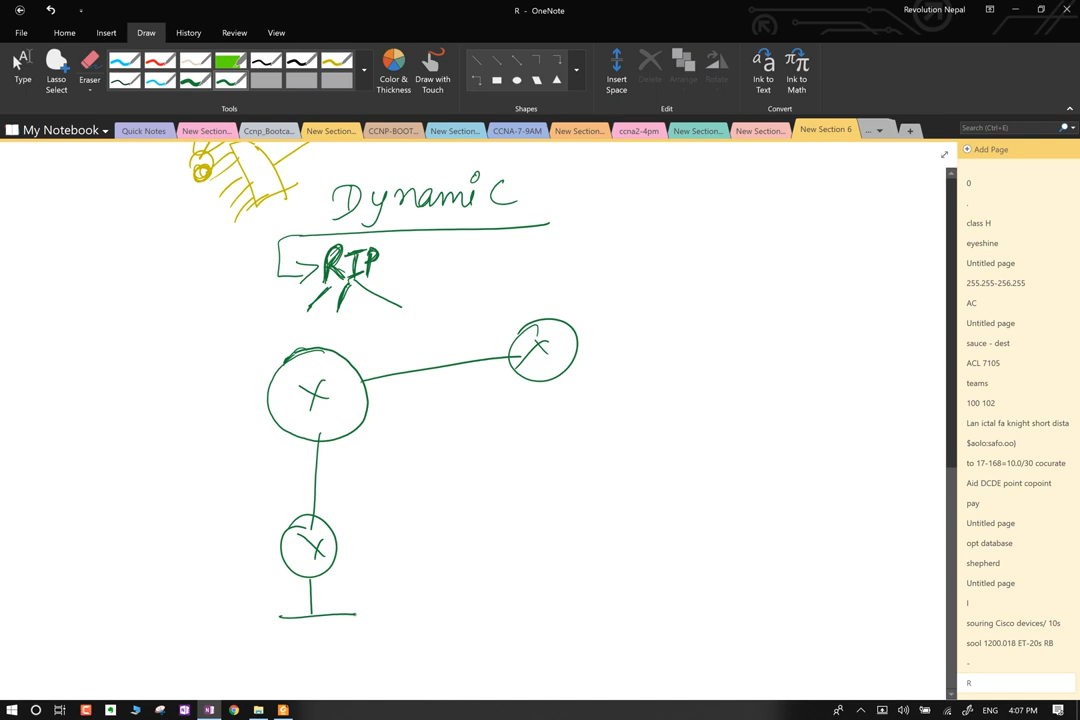 R - OneNote
Revolution Nepal
File Home Insert Draw History Review View
Type
Lasso Select
Eraser
Color & Thickness
Draw with Touch
Insert Space
Delete
Arrange
Rotate
Ink to Text
Ink to Math
Tools
Shapes
Edit
Convert
My Notebook
Quick Notes
New Section...
Ccnp_Bootca...
New Section...
CCNP-BOOT...
New Section...
CCNA-7-9AM
New Section...
ccna2-4pm
New Section...
New Section...
New Section 6
...
Search (Ctrl+E)
Add Page
0
.
class H
eyeshine
Untitled page
255.255-256.255
AC
Untitled page
sauce - dest
ACL 7105
teams
100 102
Lan ictal fa knight short dista
$aolo:safo.oo)
to 17-168=10.0/30 cocurate
Aid DCDE point copoint
pay
Untitled page
opt database
shepherd
Untitled page
I
souring Cisco devices/ 10s
sool 1200.018 ET-20s RB
-
R
Dynamic
RIP
X
X
X
ENG
4:07 PM